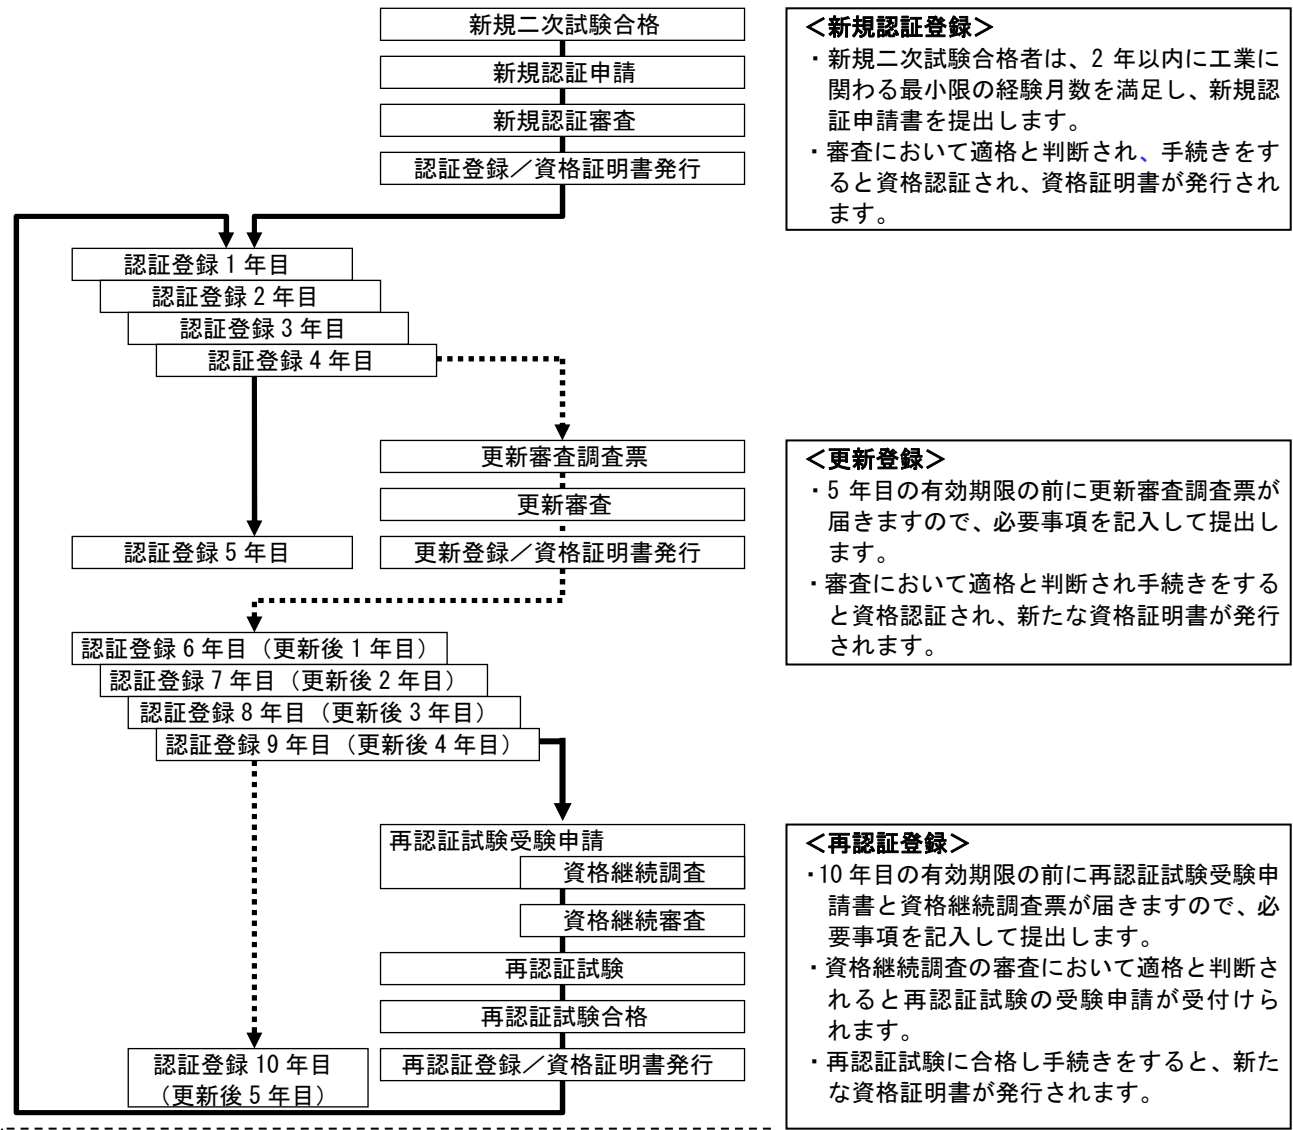 新規二次試験合格
新規認証申請
新規認証審査
認証登録／資格証明書発行
＜新規認証登録＞
・新規二次試験合格者は、2 年以内に工業に
関わる最小限の経験月数を満足し、新規認
証申請書を提出します。
・審査において適格と判断され、手続きをす
ると資格認証され、資格証明書が発行され
ます。
認証登録 1 年目
認証登録 2 年目
認証登録 3 年目
認証登録 4 年目
更新審査調査票
更新審査
認証登録 5 年目
更新登録／資格証明書発行
＜更新登録＞
・5 年目の有効期限の前に更新審査調査票が
届きますので、必要事項を記入して提出し
ます。
・審査において適格と判断され手続きをする
と資格認証され、新たな資格証明書が発行
されます。
認証登録 6 年目（更新後 1 年目）
認証登録 7 年目（更新後 2 年目）
認証登録 8 年目（更新後 3 年目）
認証登録 9 年目（更新後 4 年目）
再認証試験受験申請
資格継続調査
資格継続審査
再認証試験
再認証試験合格
認証登録 10 年目
（更新後 5 年目）
再認証登録／資格証明書発行
＜再認証登録＞
・10 年目の有効期限の前に再認証試験受験申
請書と資格継続調査票が届きますので、必
要事項を記入して提出します。
・資格継続調査の審査において適格と判断さ
れると再認証試験の受験申請が受付けら
れます。
・再認証試験に合格し手続きをすると、新た
な資格証明書が発行されます。